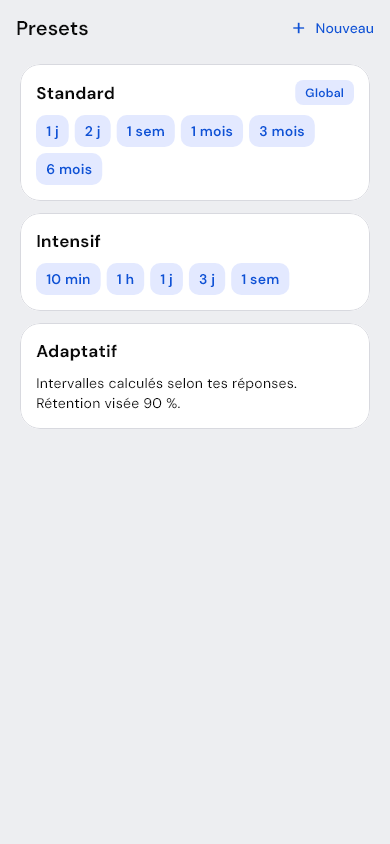 Presets
+ Nouveau
Standard
Global
1 j 2 j 1 sem 1 mois 3 mois
6 mois
Intensif
10 min 1 h 1 j 3 j 1 sem
Adaptatif
Intervalles calculés selon tes réponses.
Rétention visée 90 %.